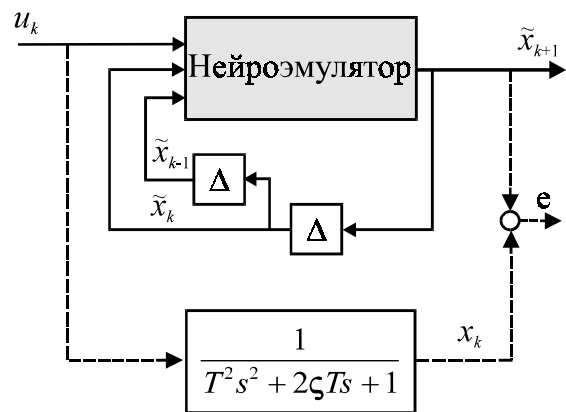 u_k
x̃_{k+1}
Нейроэмулятор
x̃_{k-1}
Δ
x̃_k
Δ
e
x_k
1
T²s² + 2ςTs + 1